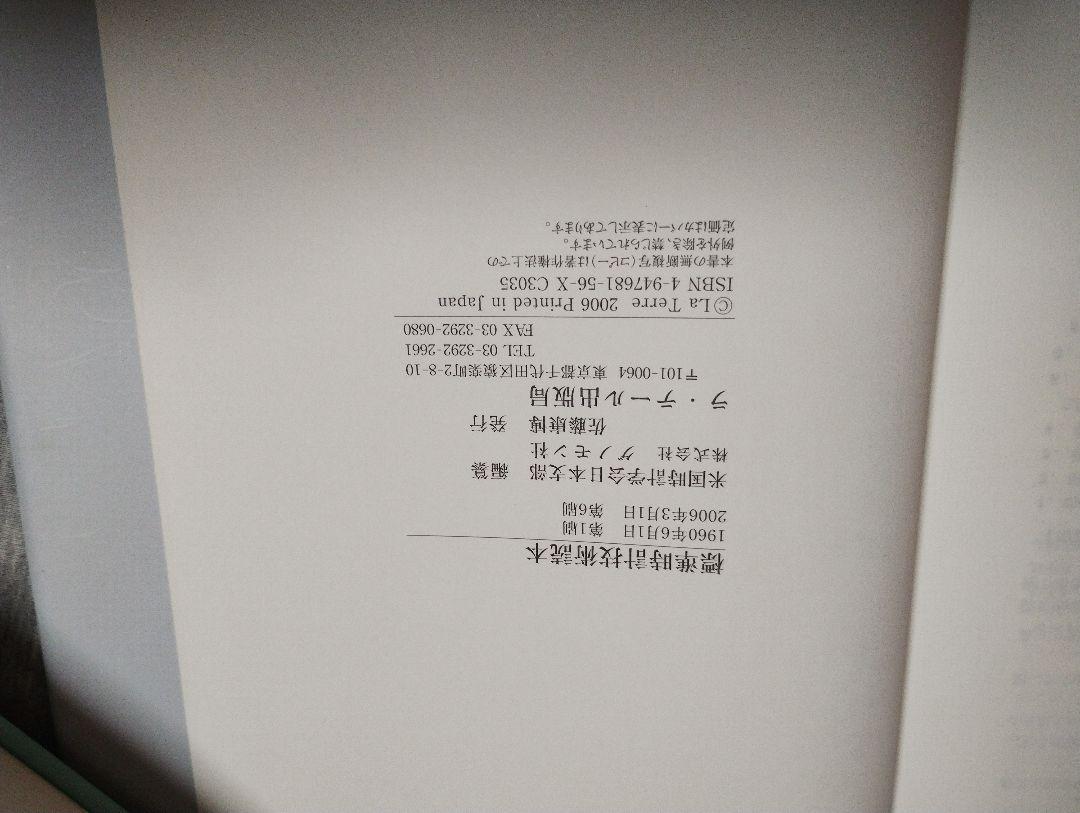 標準時計技術読本
1960年6月1日　第1刷
2006年3月1日　第6刷
米国時計学会日本支部　編纂
株式会社　グノモン社
佐藤康博　発行
ラ・テール出版局
〒101-0064　東京都千代田区猿楽町2-8-10
TEL 03-3292-2661
FAX 03-3292-0680
©La Terre 2006 Printed in Japan
ISBN 4-947681-56-X C3035
本書の無断複写(コピー)は著作権法上での
例外を除き、禁じられています。
定価はカバーに表示してあります。